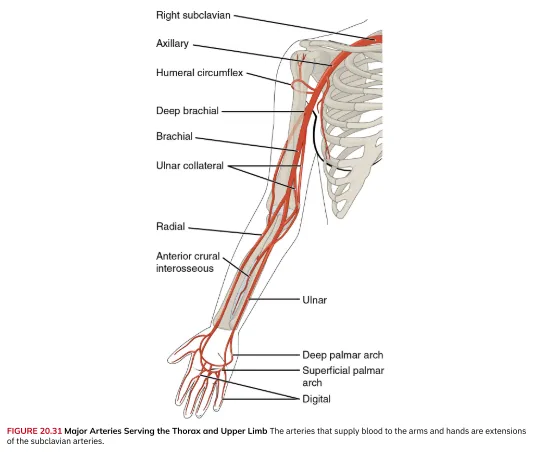 Right subclavian
Axillary
Humeral circumflex
Deep brachial
Brachial
Ulnar collateral
Radial
Anterior crural
interosseous
Ulnar
Deep palmar arch
Superficial palmar
arch
Digital
FIGURE 20.31 Major Arteries Serving the Thorax and Upper Limb The arteries that supply blood to the arms and hands are extensions
of the subclavian arteries.